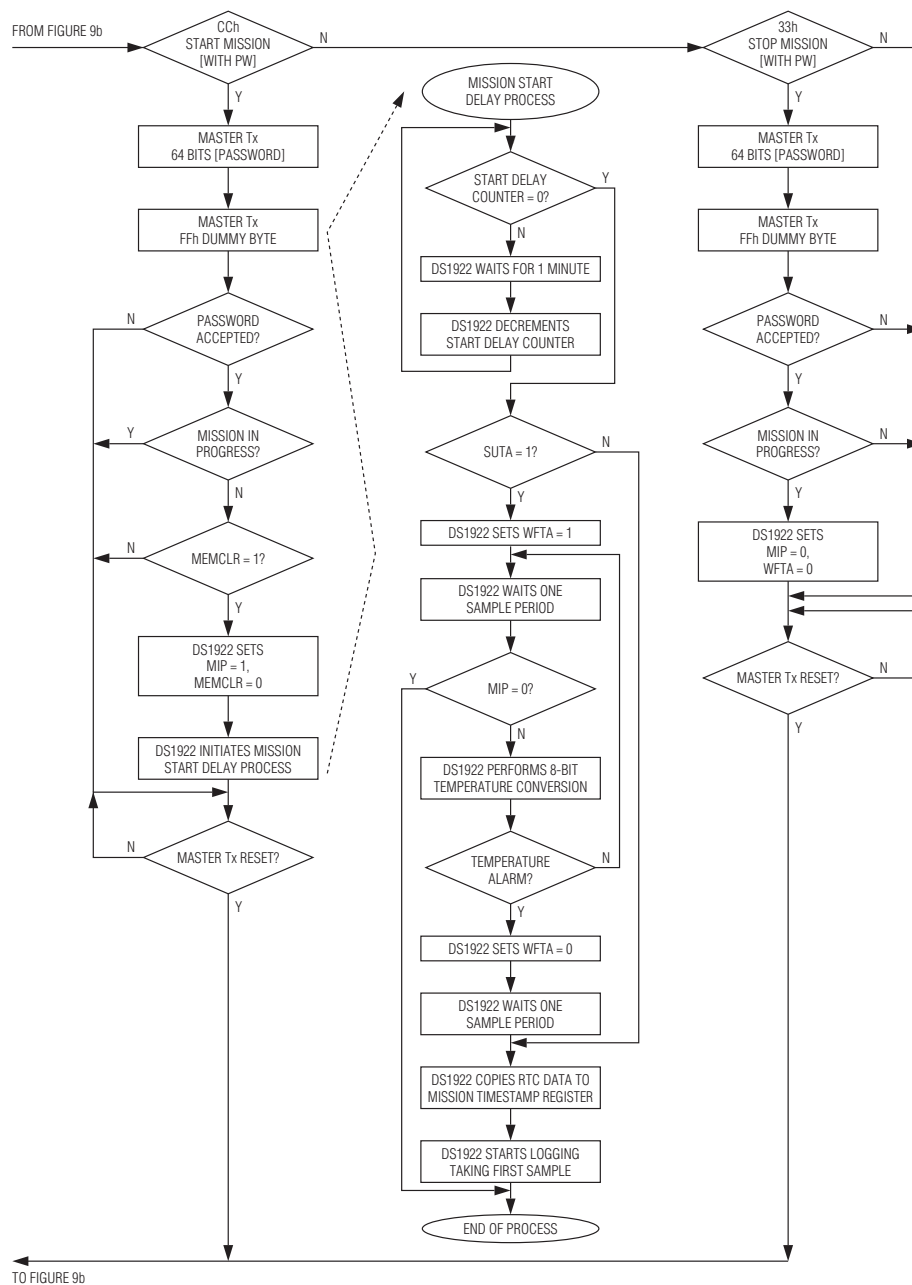 FROM FIGURE 9b
CCh
START MISSION
[WITH PW]
N
Y
MASTER Tx
64 BITS [PASSWORD]
MASTER Tx
FFh DUMMY BYTE
N
PASSWORD
ACCEPTED?
Y
Y
MISSION IN
PROGRESS?
N
N
MEMCLR = 1?
Y
DS1922 SETS
MIP = 1,
MEMCLR = 0
DS1922 INITIATES MISSION
START DELAY PROCESS
N
MASTER Tx RESET?
Y
MISSION START
DELAY PROCESS
START DELAY
COUNTER = 0?
Y
N
DS1922 WAITS FOR 1 MINUTE
DS1922 DECREMENTS
START DELAY COUNTER
SUTA = 1?
N
Y
DS1922 SETS WFTA = 1
DS1922 WAITS ONE
SAMPLE PERIOD
Y
MIP = 0?
N
DS1922 PERFORMS 8-BIT
TEMPERATURE CONVERSION
TEMPERATURE
ALARM?
N
Y
DS1922 SETS WFTA = 0
DS1922 WAITS ONE
SAMPLE PERIOD
DS1922 COPIES RTC DATA TO
MISSION TIMESTAMP REGISTER
DS1922 STARTS LOGGING
TAKING FIRST SAMPLE
END OF PROCESS
33h
STOP MISSION
[WITH PW]
N
Y
MASTER Tx
64 BITS [PASSWORD]
MASTER Tx
FFh DUMMY BYTE
PASSWORD
ACCEPTED?
N
Y
MISSION IN
PROGRESS?
N
Y
DS1922 SETS
MIP = 0,
WFTA = 0
MASTER Tx RESET?
N
Y
TO FIGURE 9b